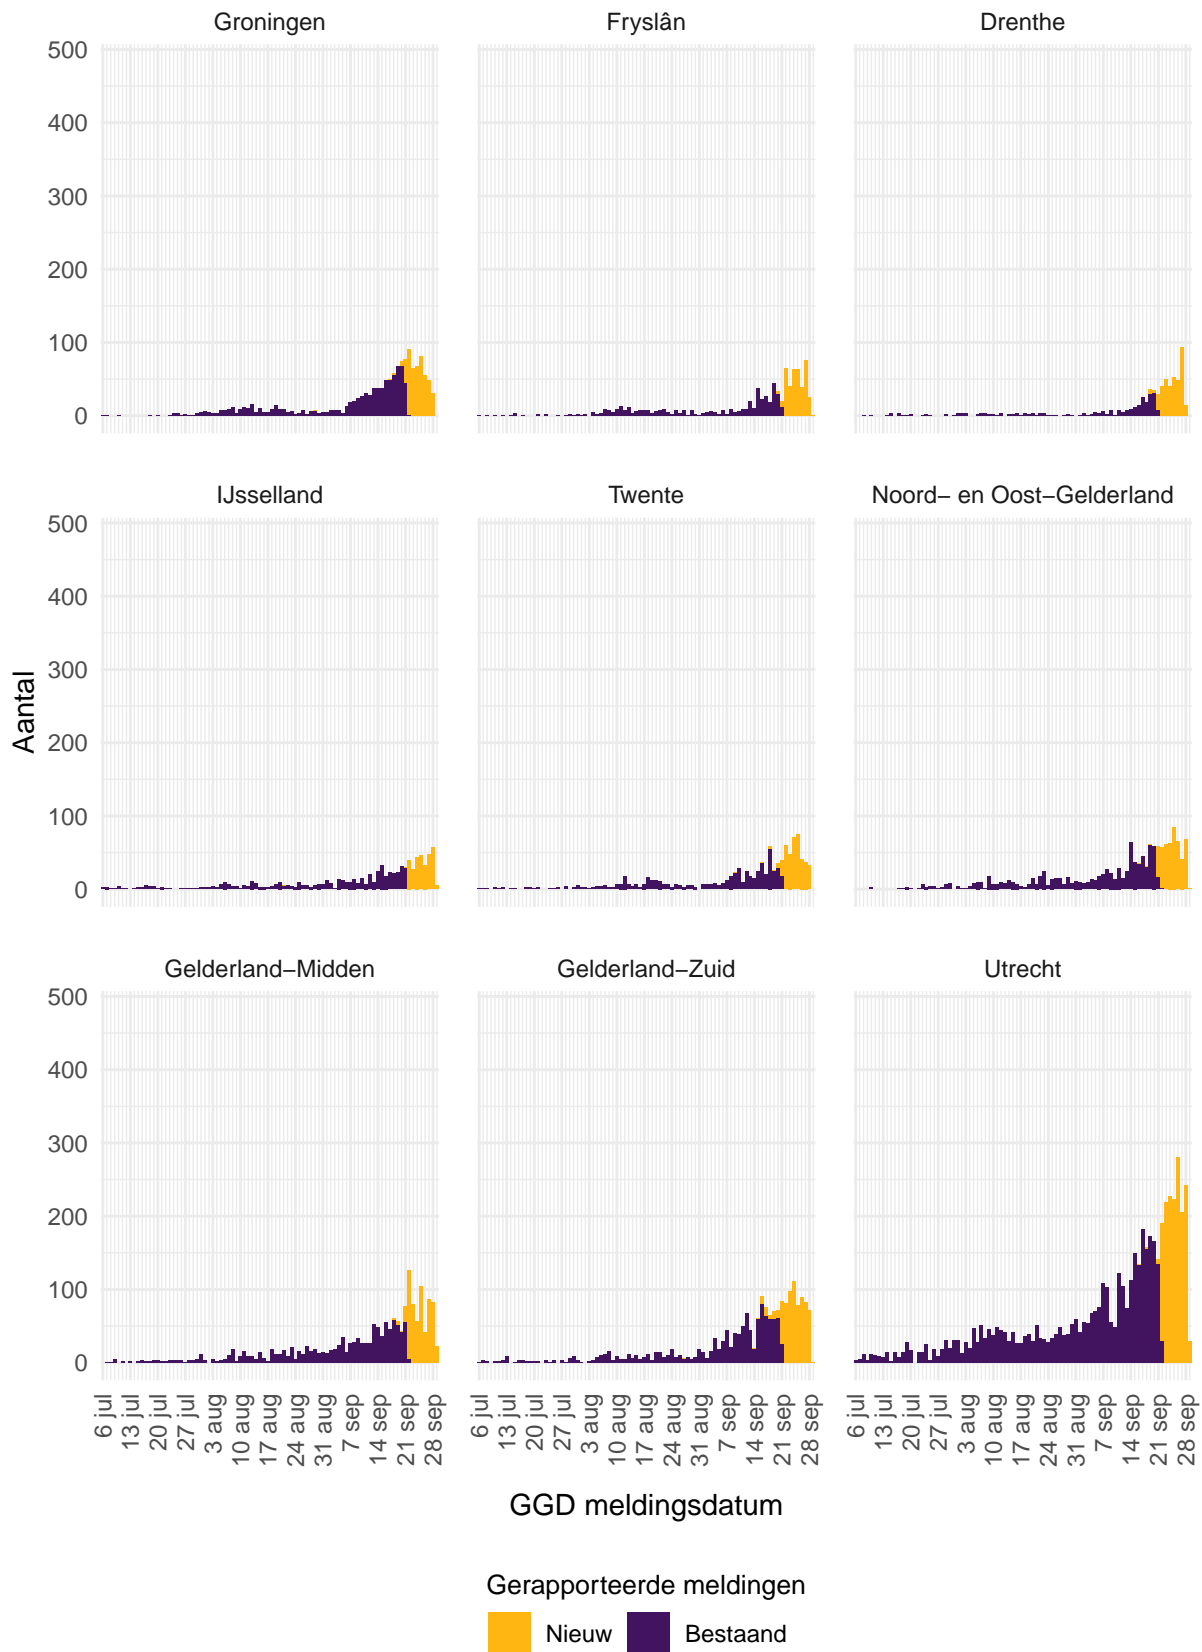 Groningen Fryslân Drenthe
500
400
300
200
100
0
IJsselland Twente Noord− en Oost−Gelderland
500
400
300
200
100
0
Aantal
Gelderland−Midden Gelderland−Zuid Utrecht
500
400
300
200
100
0
6 jul 13 jul 20 jul 27 jul 3 aug 10 aug 17 aug 24 aug 31 aug 7 sep 14 sep 21 sep 28 sep
6 jul 13 jul 20 jul 27 jul 3 aug 10 aug 17 aug 24 aug 31 aug 7 sep 14 sep 21 sep 28 sep
6 jul 13 jul 20 jul 27 jul 3 aug 10 aug 17 aug 24 aug 31 aug 7 sep 14 sep 21 sep 28 sep
GGD meldingsdatum
Gerapporteerde meldingen
Nieuw Bestaand